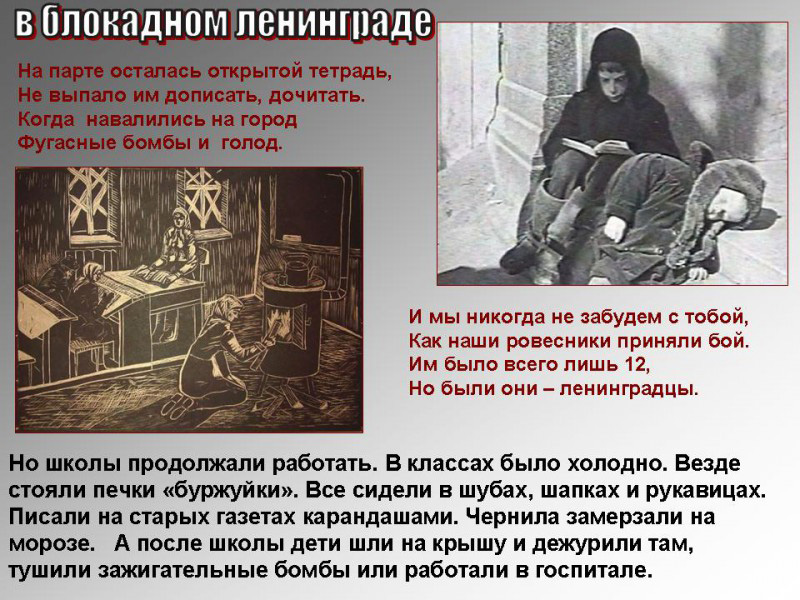 в блокадном ленинграде
На парте осталась открытой тетрадь,
Не выпало им дописать, дочитать.
Когда навалились на город
Фугасные бомбы и голод.
И мы никогда не забудем с тобой,
Как наши ровесники приняли бой.
Им было всего лишь 12,
Но были они – ленинградцы.
Но школы продолжали работать. В классах было холодно. Везде
стояли печки «буржуйки». Все сидели в шубах, шапках и рукавицах.
Писали на старых газетах карандашами. Чернила замерзали на
морозе. А после школы дети шли на крышу и дежурили там,
тушили зажигательные бомбы или работали в госпитале.